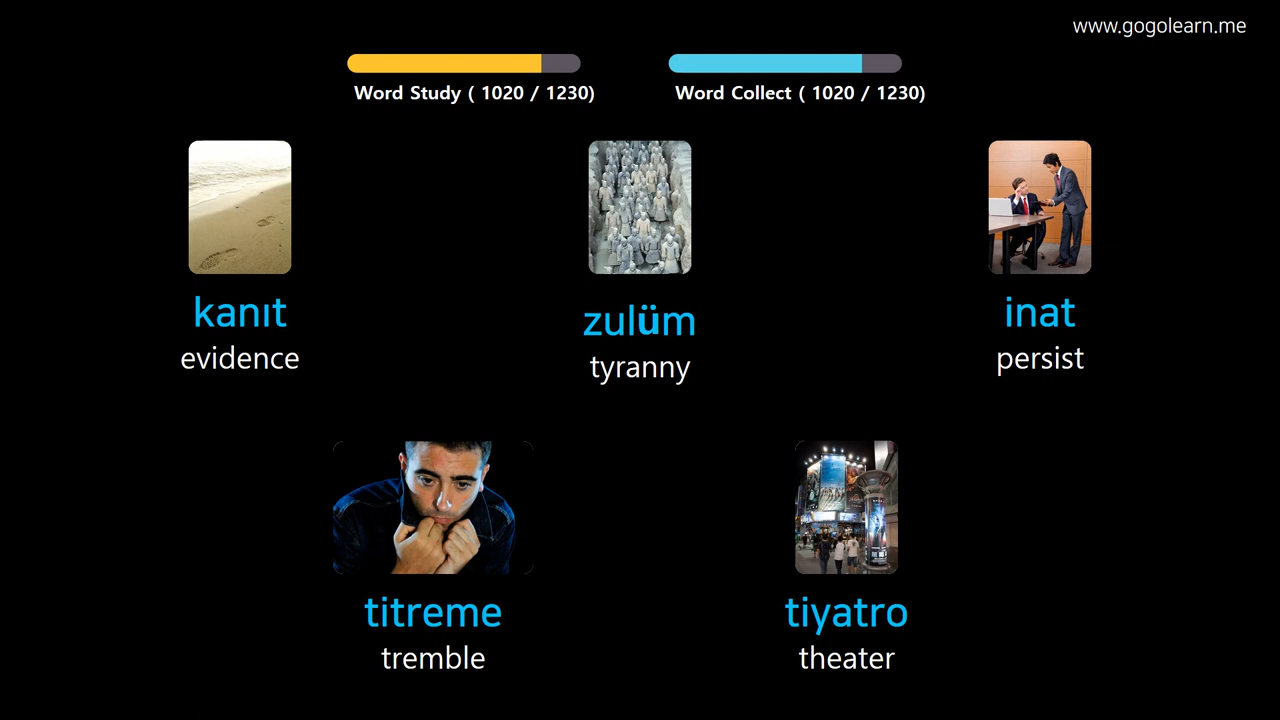 www.gogolearn.me
Word Study ( 1020 / 1230)
Word Collect ( 1020 / 1230)
kanıt
evidence
zulüm
tyranny
inat
persist
titreme
tremble
tiyatro
theater